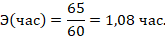 Э(час) = 65/60 = 1,08 час.